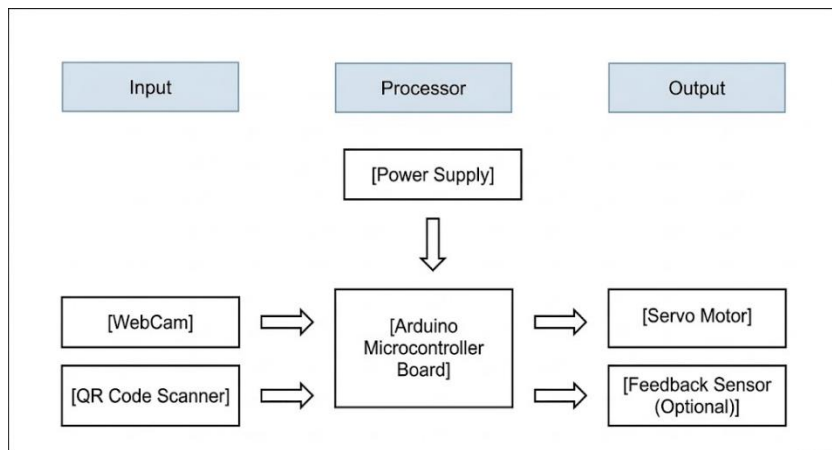 Input
Processor
Output
[Power Supply]
[WebCam]
[Arduino
Microcontroller
Board]
[Servo Motor]
[QR Code Scanner]
[Feedback Sensor
(Optional)]